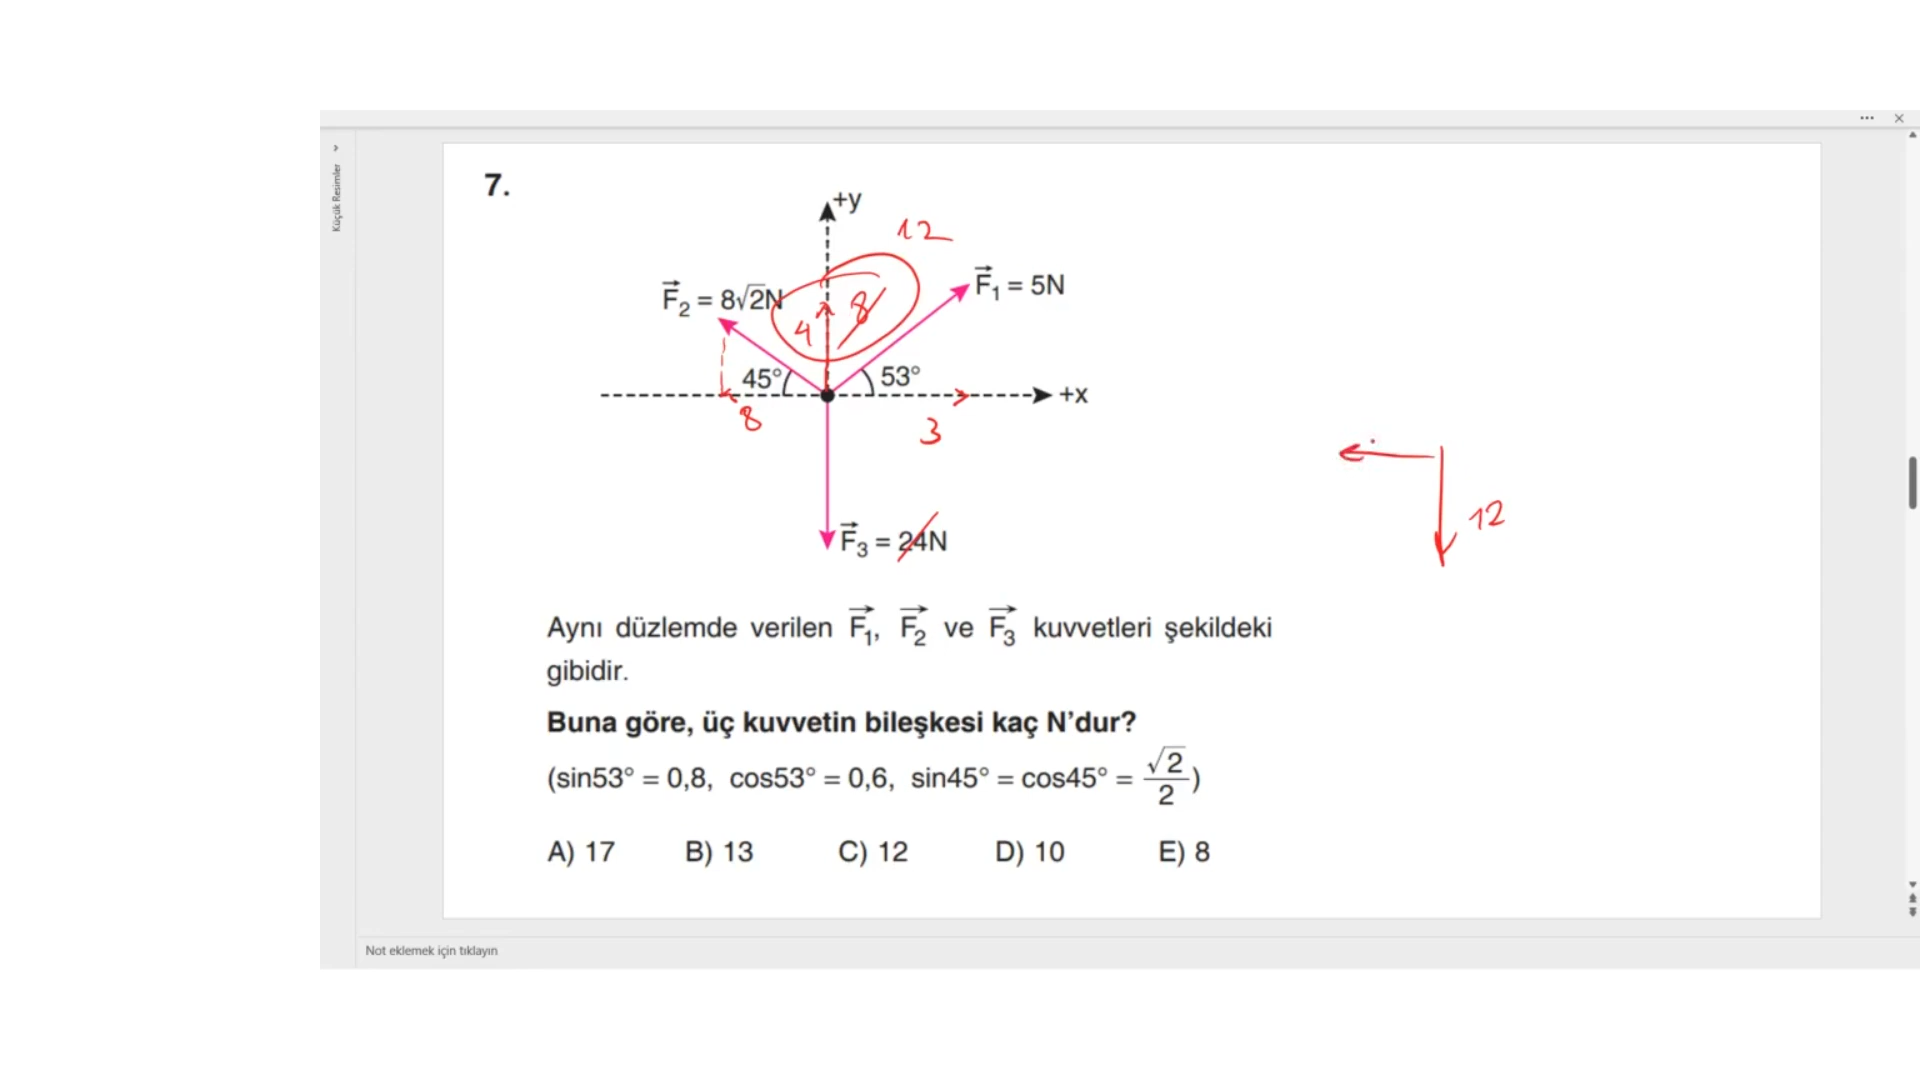 Küçük Resimler
7.
+y
12
F₂ = 8√2N
4 8
F₁ = 5N
45°
53°
+x
8
3
12
F₃ = 24N
Aynı düzlemde verilen F₁, F₂ ve F₃ kuvvetleri şekildeki
gibidir.
Buna göre, üç kuvvetin bileşkesi kaç N’dur?
(sin53° = 0,8, cos53° = 0,6, sin45° = cos45° = √2/2)
A) 17 B) 13 C) 12 D) 10 E) 8
Not eklemek için tıklayın